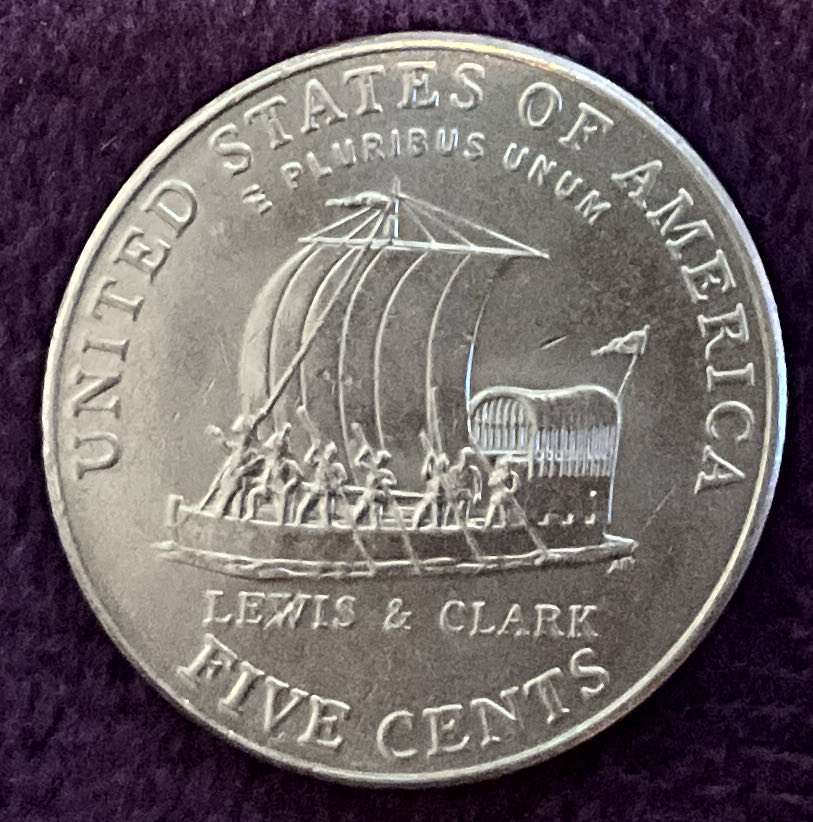 UNITED STATES OF AMERICA
E PLURIBUS UNUM
LEWIS & CLARK
FIVE CENTS